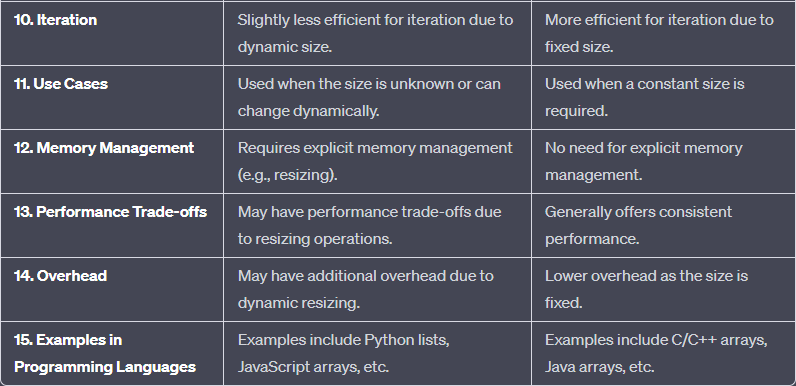 10. Iteration
Slightly less efficient for iteration due to
dynamic size.
More efficient for iteration due to
fixed size.
11. Use Cases
Used when the size is unknown or can
change dynamically.
Used when a constant size is
required.
12. Memory Management
Requires explicit memory management
(e.g., resizing).
No need for explicit memory
management.
13. Performance Trade-offs
May have performance trade-offs due
to resizing operations.
Generally offers consistent
performance.
14. Overhead
May have additional overhead due to
dynamic resizing.
Lower overhead as the size is
fixed.
15. Examples in
Programming Languages
Examples include Python lists,
JavaScript arrays, etc.
Examples include C/C++ arrays,
Java arrays, etc.